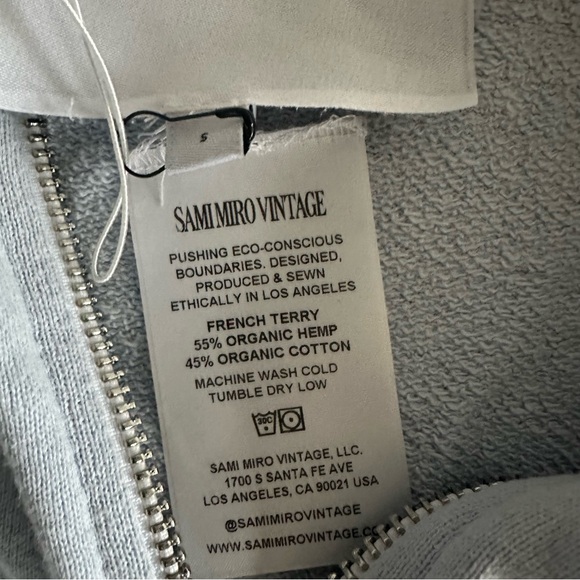 S
SAMI MIRO VINTAGE
PUSHING ECO-CONSCIOUS
BOUNDARIES. DESIGNED,
PRODUCED & SEWN
ETHICALLY IN LOS ANGELES
FRENCH TERRY
55% ORGANIC HEMP
45% ORGANIC COTTON
MACHINE WASH COLD
TUMBLE DRY LOW
30C
SAMI MIRO VINTAGE, LLC.
1700 S SANTA FE AVE
LOS ANGELES, CA 90021 USA
@SAMIMIROVINTAGE
WWW.SAMIMIROVINTAGE.CO